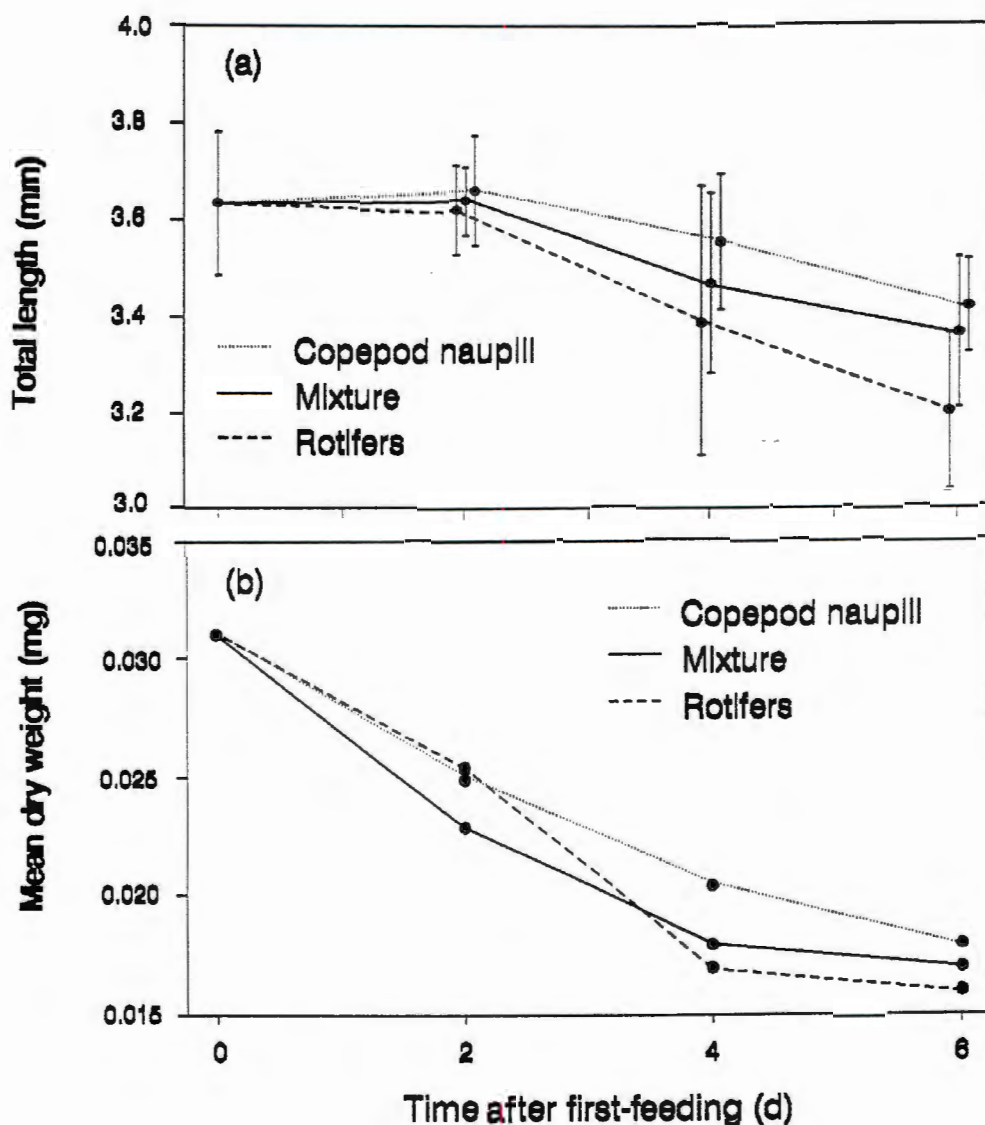 (a)
Total length (mm)
4.0
3.8
3.6
3.4
3.2
3.0
Copepod nauplii
Mixture
Rotifers
(b)
Mean dry weight (mg)
0.035
0.030
0.025
0.020
0.015
Copepod nauplii
Mixture
Rotifers
0 2 4 6
Time after first-feeding (d)